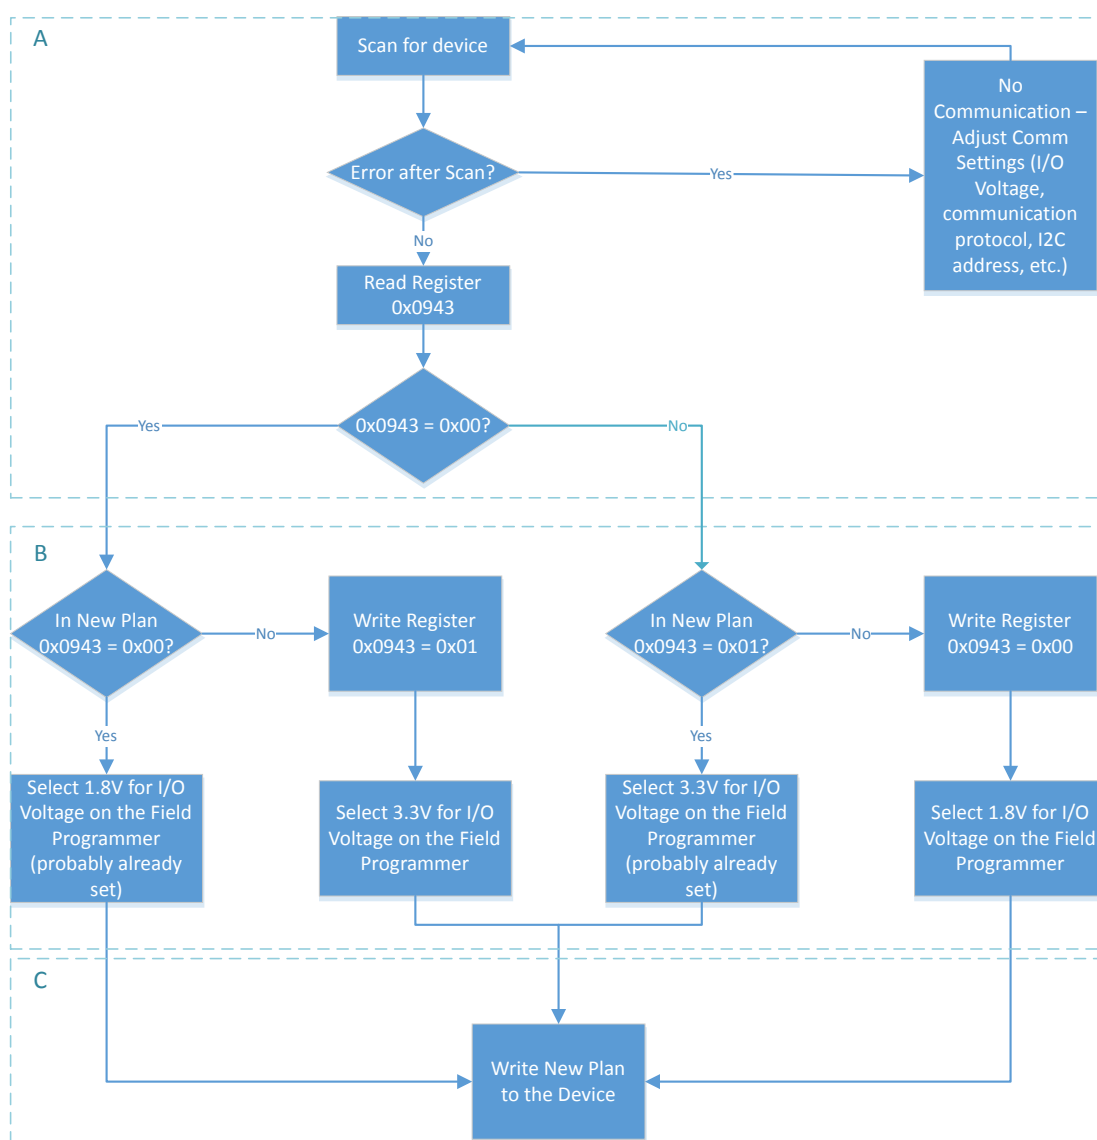 A
Scan for device
No
Communication –
Adjust Comm
Settings (I/O
Voltage,
communication
protocol, I2C
address, etc.)
Error after Scan?
Yes
No
Read Register
0x0943
0x0943 = 0x00?
Yes
No
B
In New Plan
0x0943 = 0x00?
No
Write Register
0x0943 = 0x01
In New Plan
0x0943 = 0x01?
No
Write Register
0x0943 = 0x00
Yes
Yes
Select 1.8V for I/O
Voltage on the Field
Programmer
(probably already
set)
Select 3.3V for I/O
Voltage on the Field
Programmer
Select 3.3V for I/O
Voltage on the Field
Programmer
(probably already
set)
Select 1.8V for I/O
Voltage on the Field
Programmer
C
Write New Plan
to the Device